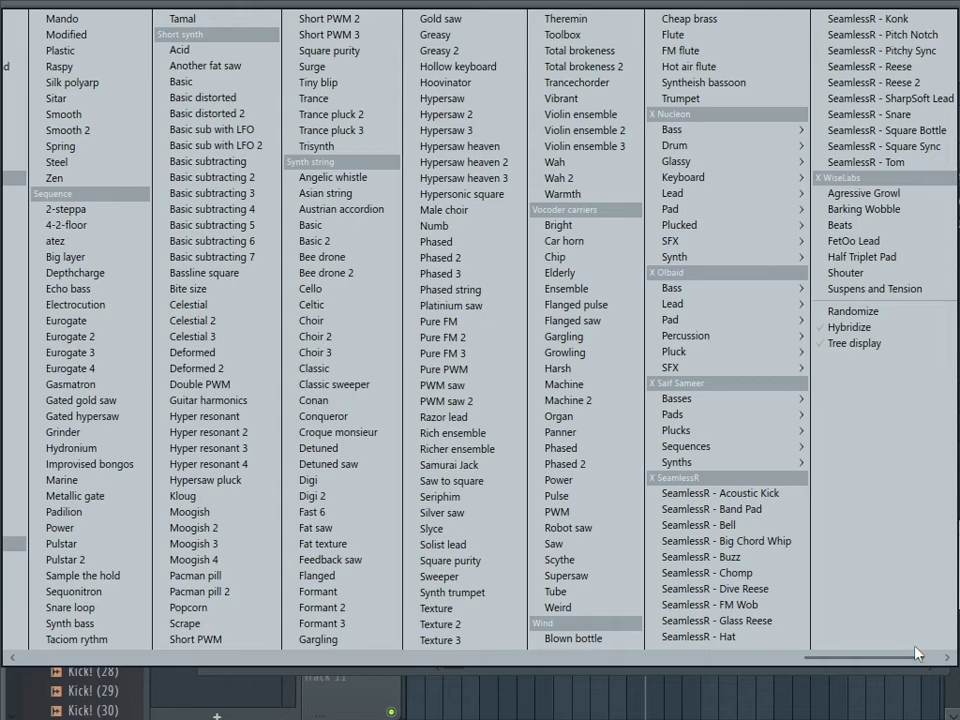 Mando
Modified
Plastic
Raspy
Silk polyarp
Sitar
Smooth
Smooth 2
Spring
Steel
Zen
Sequence
2-steppa
4-2-floor
atez
Big layer
Depthcharge
Echo bass
Electrocution
Eurogate
Eurogate 2
Eurogate 3
Eurogate 4
Gasmatron
Gated gold saw
Gated hypersaw
Grinder
Hydronium
Improvised bongos
Marine
Metallic gate
Padilion
Power
Pulstar
Pulstar 2
Sample the hold
Sequonitron
Snare loop
Synth bass
Taciom rythm
Tamal
Short synth
Acid
Another fat saw
Basic
Basic distorted
Basic distored 2
Basic sub with LFO
Basic sub with LFO 2
Basic subtracting
Basic subtracting 2
Basic subtracting 3
Basic subtracting 4
Basic subtracting 5
Basic subtracting 6
Basic subtracting 7
Bassline square
Bite size
Celestial
Celestial 2
Celestial 3
Deformed
Deformed 2
Double PWM
Guitar harmonics
Hyper resonant
Hyper resonant 2
Hyper resonant 3
Hyper resonant 4
Hypersaw pluck
Kloug
Moogish
Moogish 2
Moogish 3
Moogish 4
Pacman pill
Pacman pill 2
Popcorn
Scrape
Short PWM
Short PWM 2
Short PWM 3
Square purity
Surge
Tiny blip
Trance
Trance pluck 2
Trance pluck 3
Trisynth
Synth string
Angelic whistle
Asian string
Austrian accordion
Basic
Basic 2
Bee drone
Bee drone 2
Cello
Celtic
Choir
Choir 2
Choir 3
Classic
Classic sweeper
Conan
Conqueror
Croque monsieur
Detuned
Detuned saw
Digi
Digi 2
Fast 6
Fat saw
Fat texture
Feedback saw
Flanged
Formant
Formant 2
Formant 3
Gargling
Gold saw
Greasy
Greasy 2
Hollow keyboard
Hoovinator
Hypersaw
Hypersaw 2
Hypersaw 3
Hypersaw heaven
Hypersaw heaven 2
Hypersaw heaven 3
Hypersonic square
Male choir
Numb
Phased
Phased 2
Phased 3
Phased string
Platinium saw
Pure FM
Pure FM 2
Pure FM 3
Pure PWM
PWM saw
PWM saw 2
Razor lead
Rich ensemble
Richer ensemble
Samurai Jack
Saw to square
Seriphim
Silver saw
Slyce
Solist lead
Square purity
Sweeper
Synth trumpet
Texture
Texture 2
Texture 3
Theremin
Toolbox
Total brokeness
Total brokeness 2
Trancechorder
Vibrant
Violin ensemble
Violin ensemble 2
Violin ensemble 3
Wah
Wah 2
Warmth
Vocoder carriers
Bright
Car horn
Chip
Elderly
Ensemble
Flanged pulse
Flanged saw
Gargling
Growling
Harsh
Machine
Machine 2
Organ
Panner
Phased
Phased 2
Power
Pulse
PWM
Robot saw
Saw
Scythe
Supersaw
Tube
Weird
Wind
Blown bottle
Cheap brass
Flute
FM flute
Hot air flute
Syntheish bassoon
Trumpet
X Nucleon
Bass
Drum
Glassy
Keyboard
Lead
Pad
Plucked
SFX
Synth
X Olbaid
Bass
Lead
Pad
Percussion
Pluck
SFX
X Saif Sameer
Basses
Pads
Plucks
Sequences
Synths
X SeamlessR
SeamlessR - Acoustic Kick
SeamlessR - Band Pad
SeamlessR - Bell
SeamlessR - Big Chord Whip
SeamlessR - Buzz
SeamlessR - Chomp
SeamlessR - Dive Reese
SeamlessR - FM Wob
SeamlessR - Glass Reese
SeamlessR - Hat
SeamlessR - Konk
SeamlessR - Pitch Notch
SeamlessR - Pitchy Sync
SeamlessR - Reese
SeamlessR - Reese 2
SeamlessR - SharpSoft Lead
SeamlessR - Snare
SeamlessR - Square Bottle
SeamlessR - Square Sync
SeamlessR - Tom
X WiseLabs
Agressive Growl
Barking Wobble
Beats
FetOo Lead
Half Triplet Pad
Shouter
Suspens and Tension
Randomize
Hybridize
Tree display
Kick! (28)
Kick! (29)
Kick! (30)
Track 11